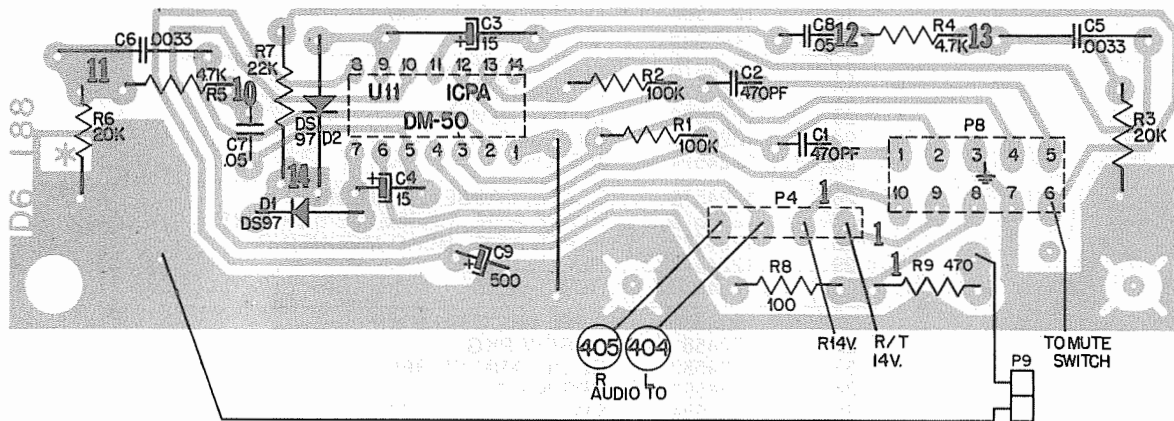 C6 .0033
11
R7
22K
4.7K
R5
10
R6
20K
C7
.05
DS
97
D2
14
D1
DS97
D6 188
*
C3
+
15
8 9 10 11 12 13 14
U11 ICPA
DM-50
7 6 5 4 3 2 1
C4
+
15
C9
+
500
R2
100K
C2
470PF
R1
100K
C1
470PF
C8
.05
12
R4
4.7K
13
C5
.0033
R3
20K
P8
1 2 3 4 5
10 9 8 7 6
P4
1
1
1
R8
100
R9 470
405 404
R L
AUDIO TO
R14V.
R/T
14V.
TO MUTE
SWITCH
P9